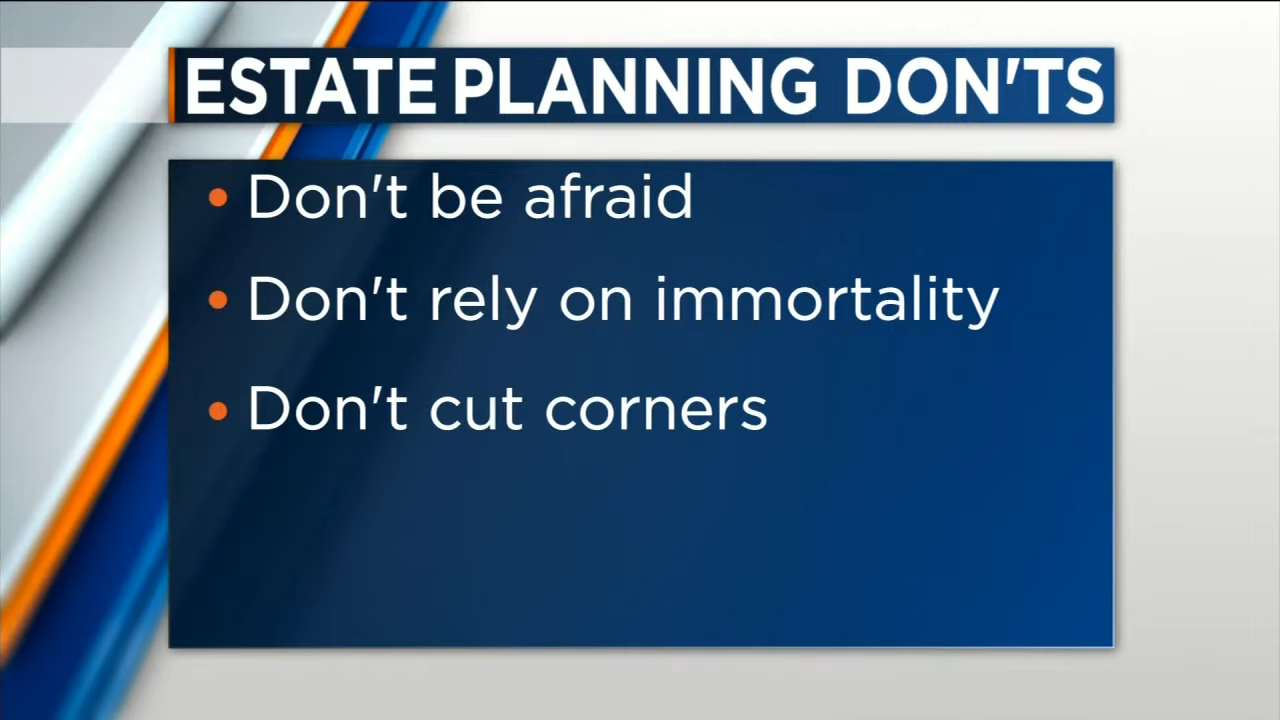 ESTATE PLANNING DON'TS
• Don't be afraid
• Don't rely on immortality
• Don't cut corners